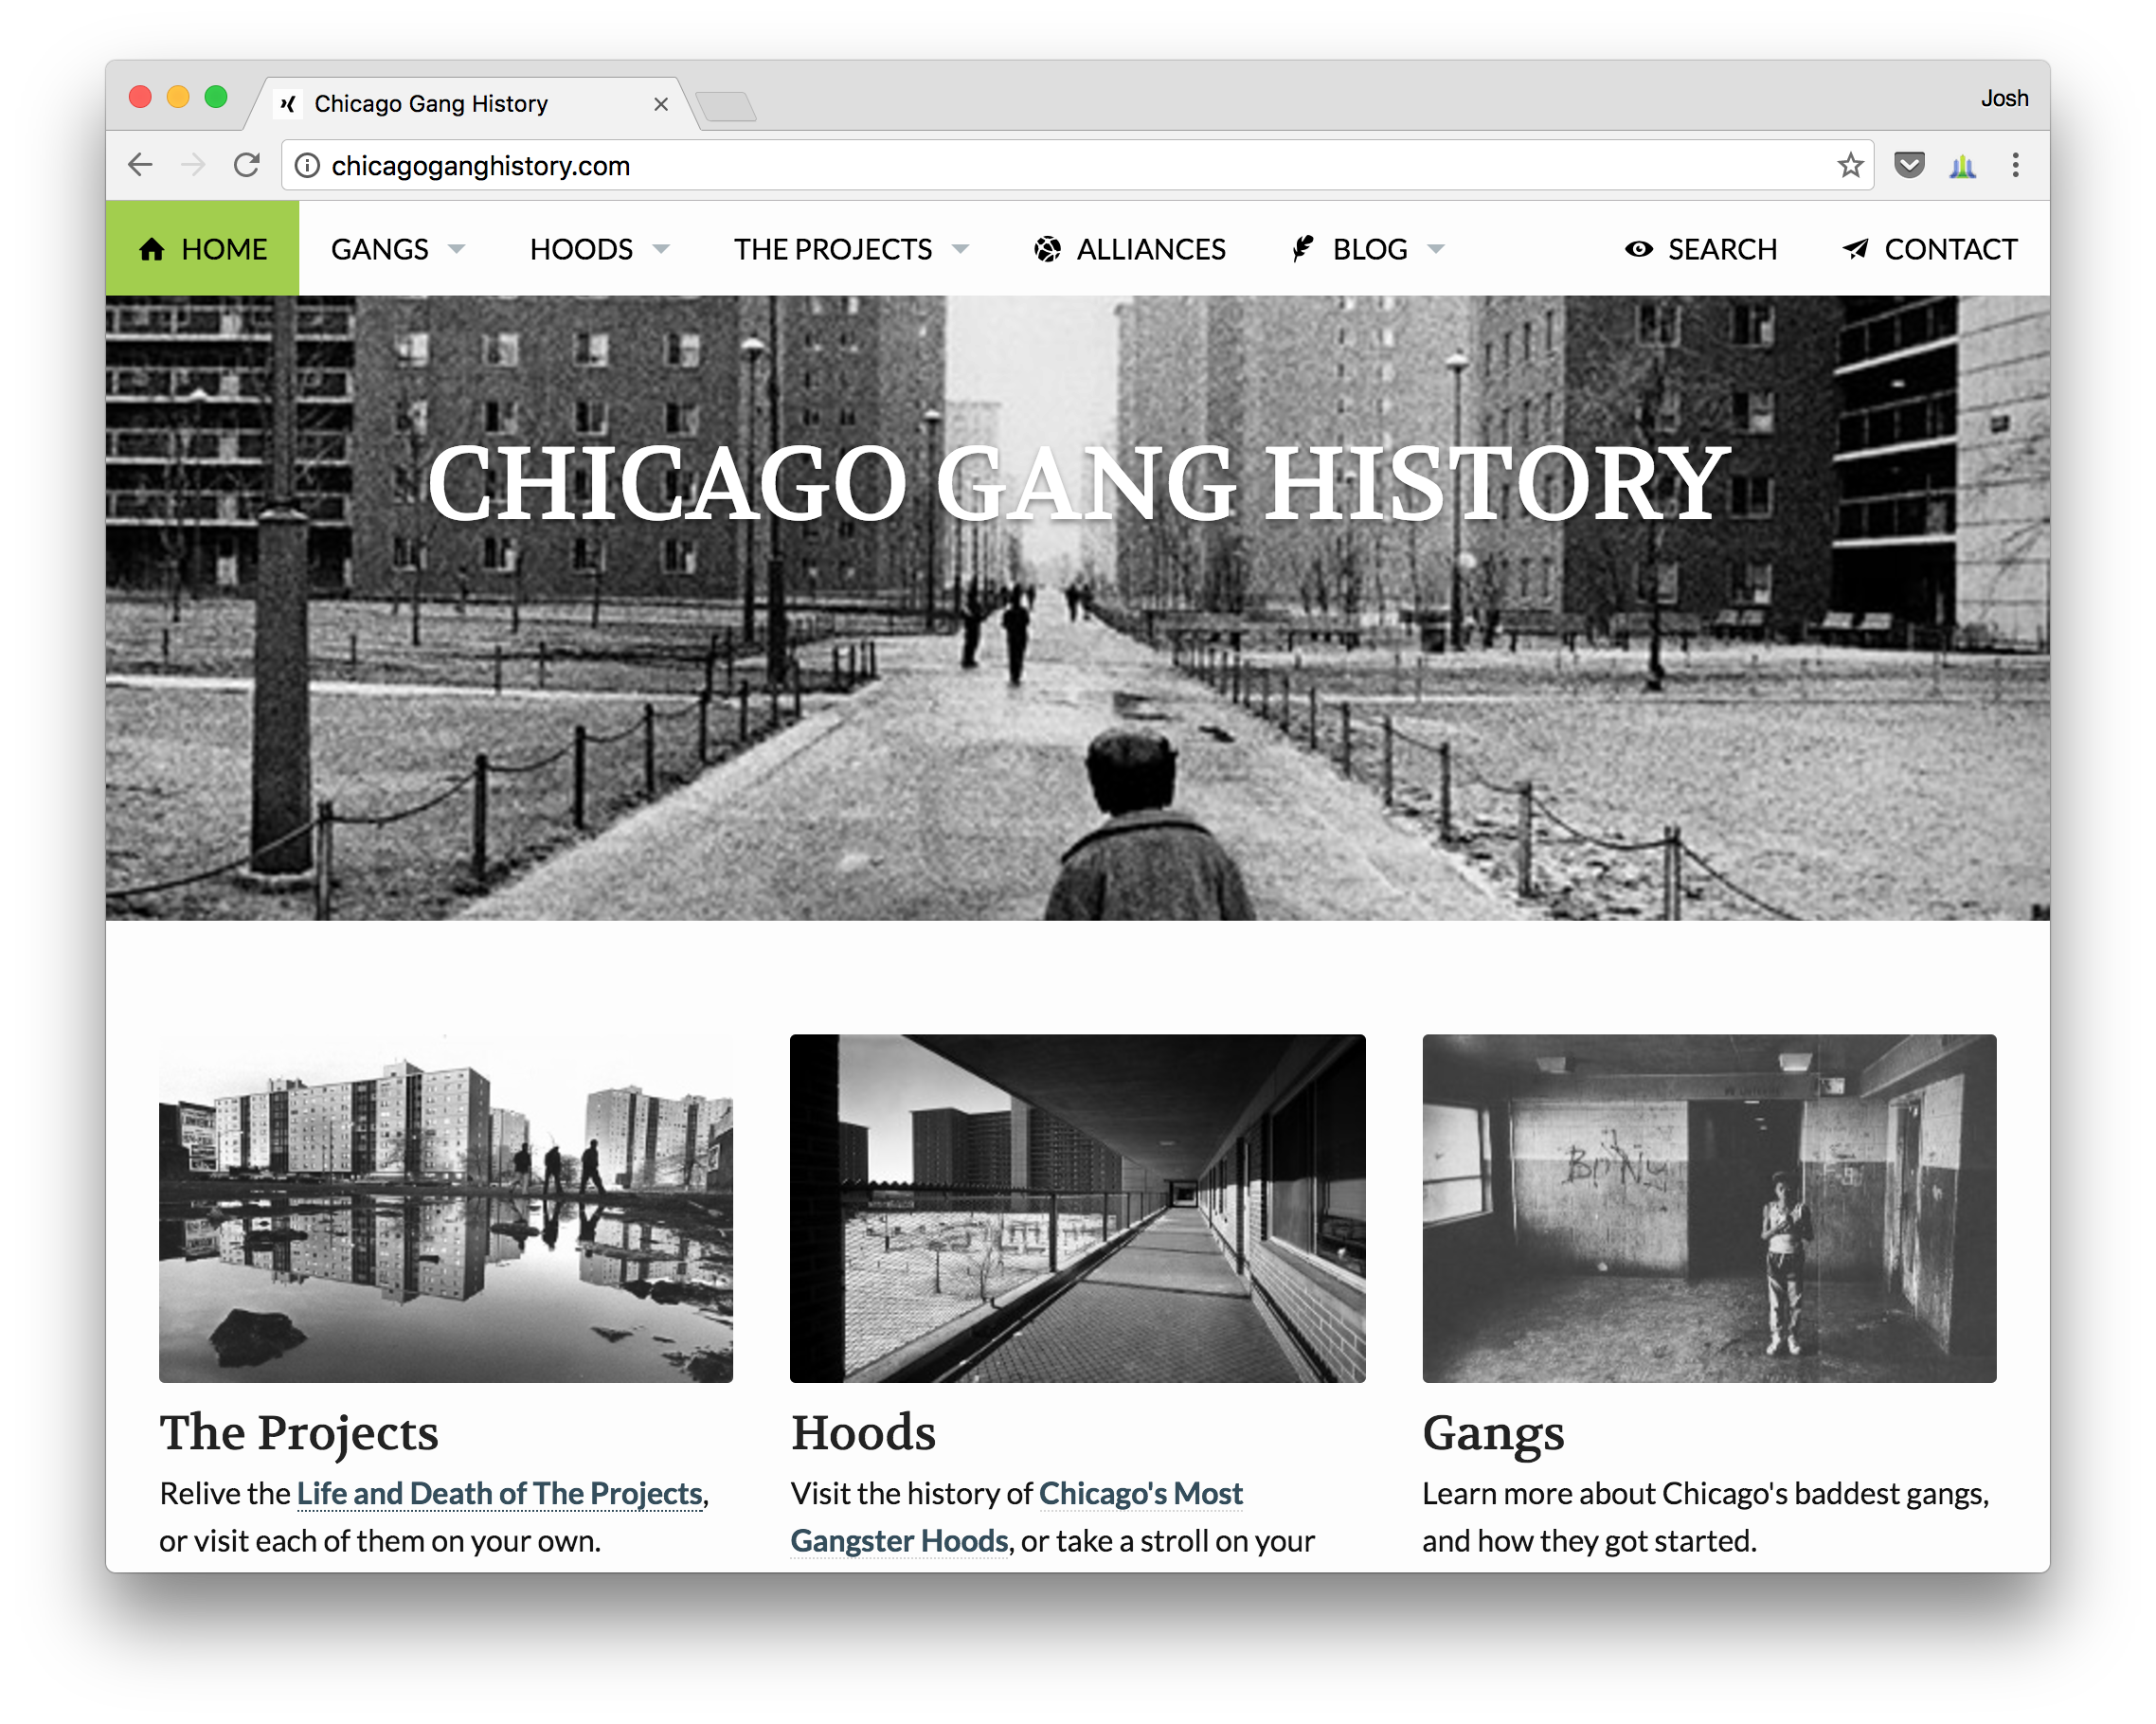 Chicago Gang History
Josh
chicagoganghistory.com
HOME GANGS HOODS THE PROJECTS ALLIANCES BLOG SEARCH CONTACT
CHICAGO GANG HISTORY
The Projects
Relive the Life and Death of The Projects,
or visit each of them on your own.
Hoods
Visit the history of Chicago's Most
Gangster Hoods, or take a stroll on your
Gangs
Learn more about Chicago's baddest gangs,
and how they got started.